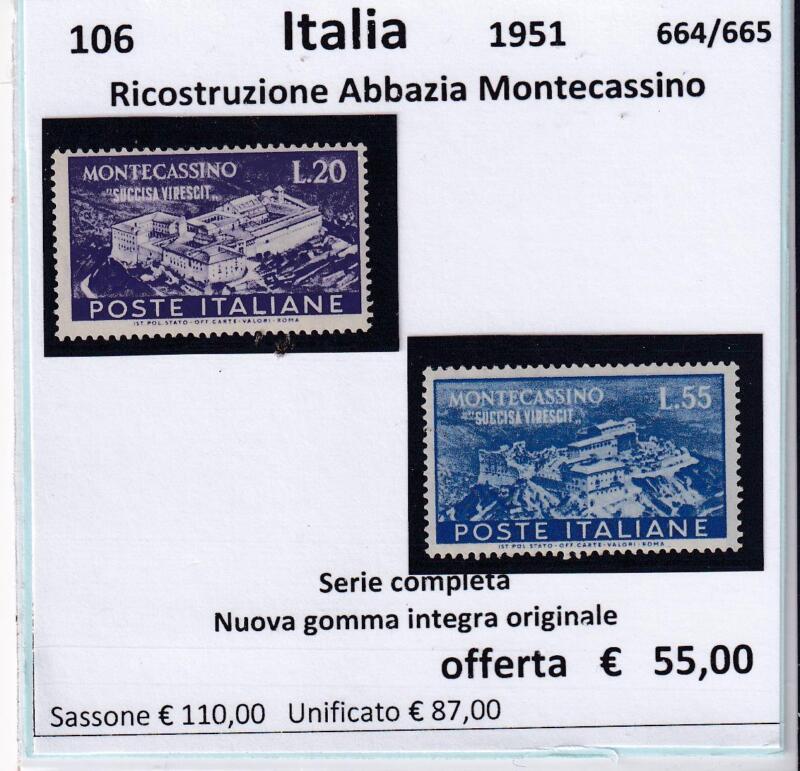 106 Italia 1951 664/665
Ricostruzione Abbazia Montecassino
MONTECASSINO L.20
"SUCCISA VIRESCIT„
POSTE ITALIANE
IST. POL. STATO - OFF. CARTE - VALORI - ROMA
MONTECASSINO L.55
"SUCCISA VIRESCIT„
POSTE ITALIANE
IST. POL. STATO - OFF. CARTE - VALORI - ROMA
Serie completa
Nuova gomma integra originale
offerta € 55,00
Sassone € 110,00 Unificato € 87,00